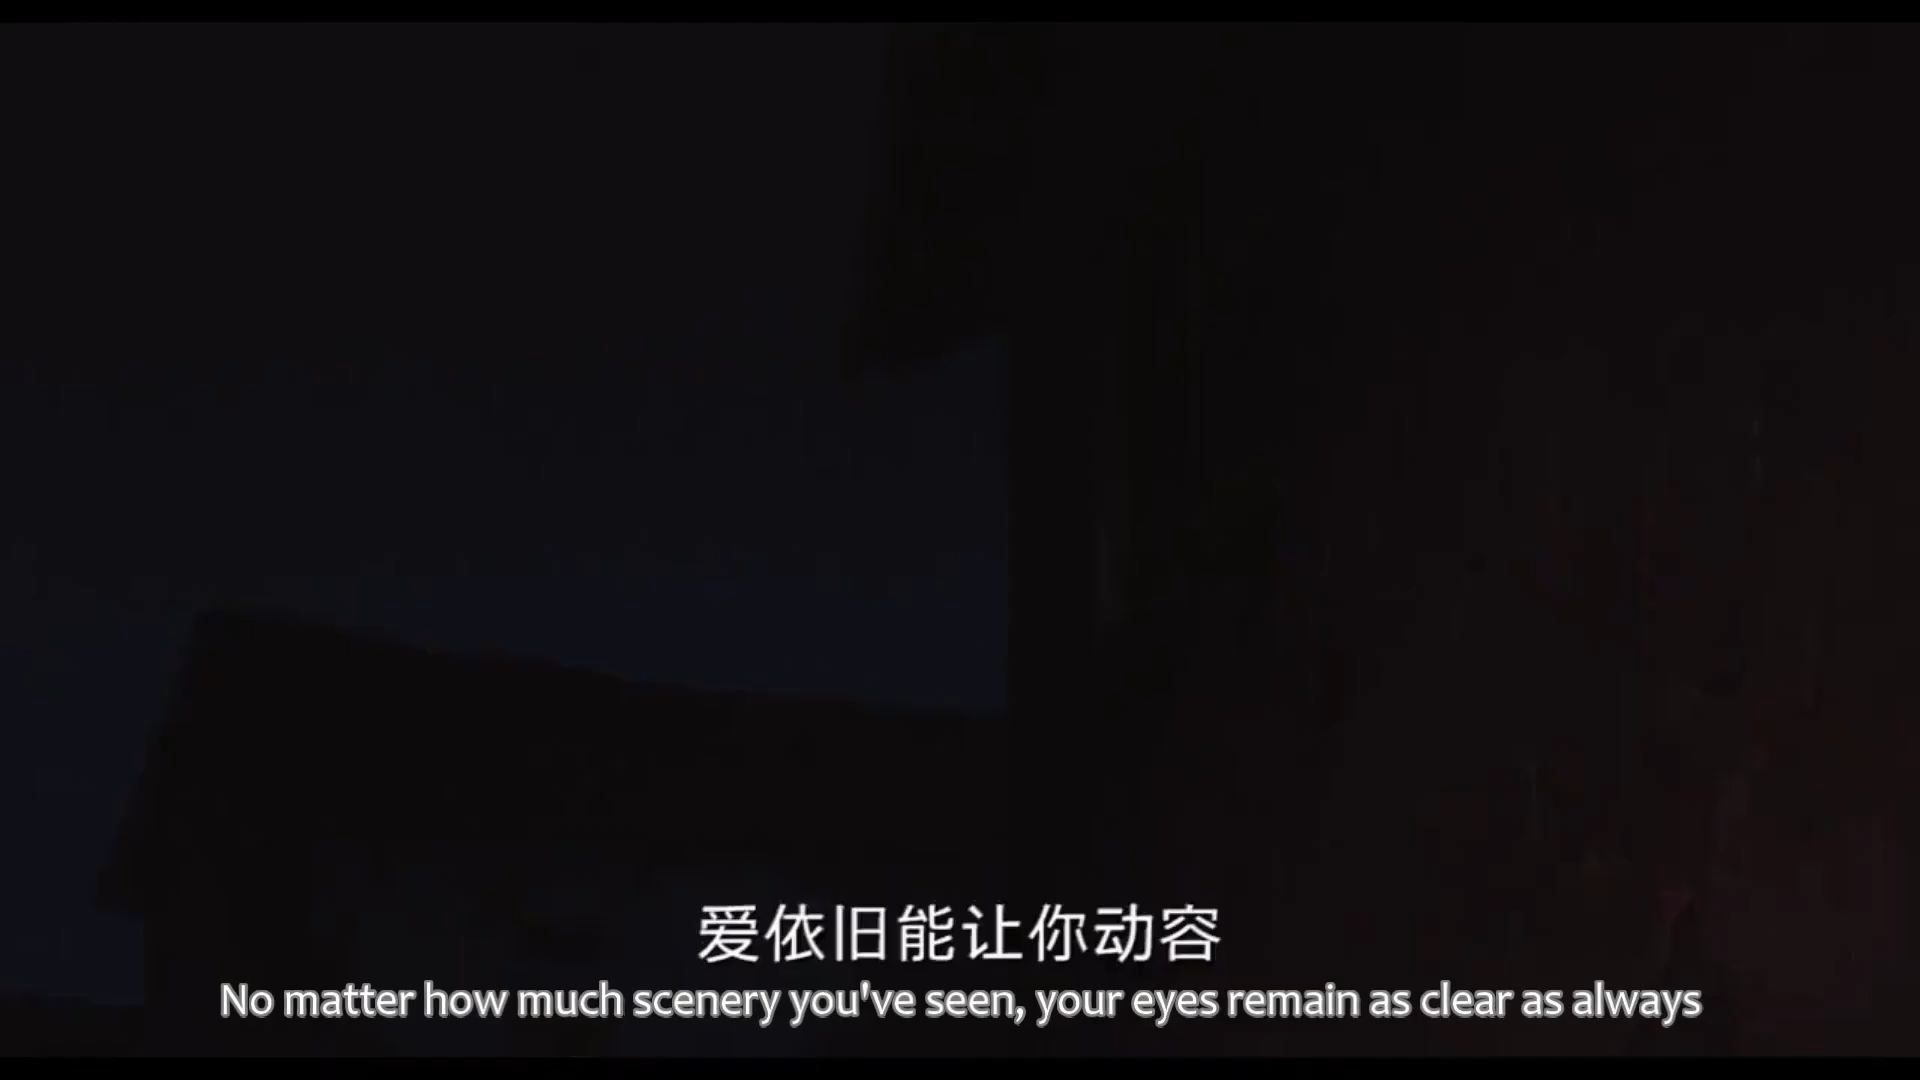 爱依旧能让你动容
No matter how much scenery you've seen, your eyes remain as clear as always